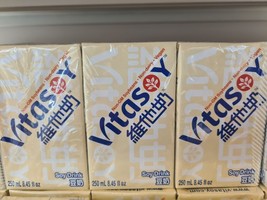 Vitasoy
維他奶
Soy Drink
豆奶
250 mL 8.45 fl oz
Vitasoy
維他奶
Soy Drink
豆奶
250 mL 8.45 fl oz
Vitasoy
維他奶
Soy Drink
豆奶
250 mL 8.45 fl oz